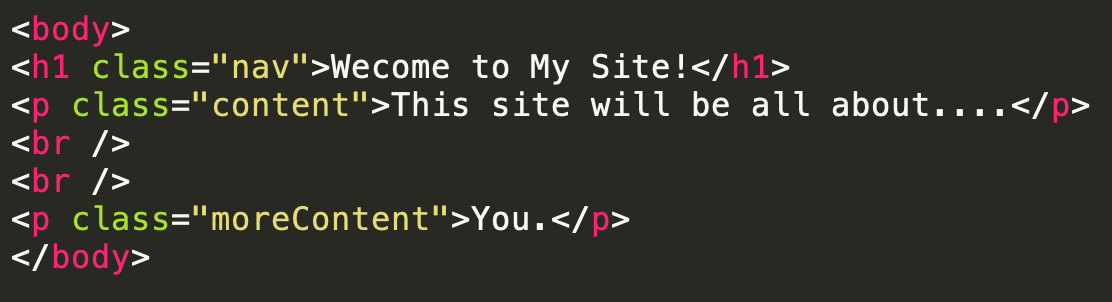 <body>
<h1 class="nav">Wecome to My Site!</h1>
<p class="content">This site will be all about....</p>
<br />
<br />
<p class="moreContent">You.</p>
</body>